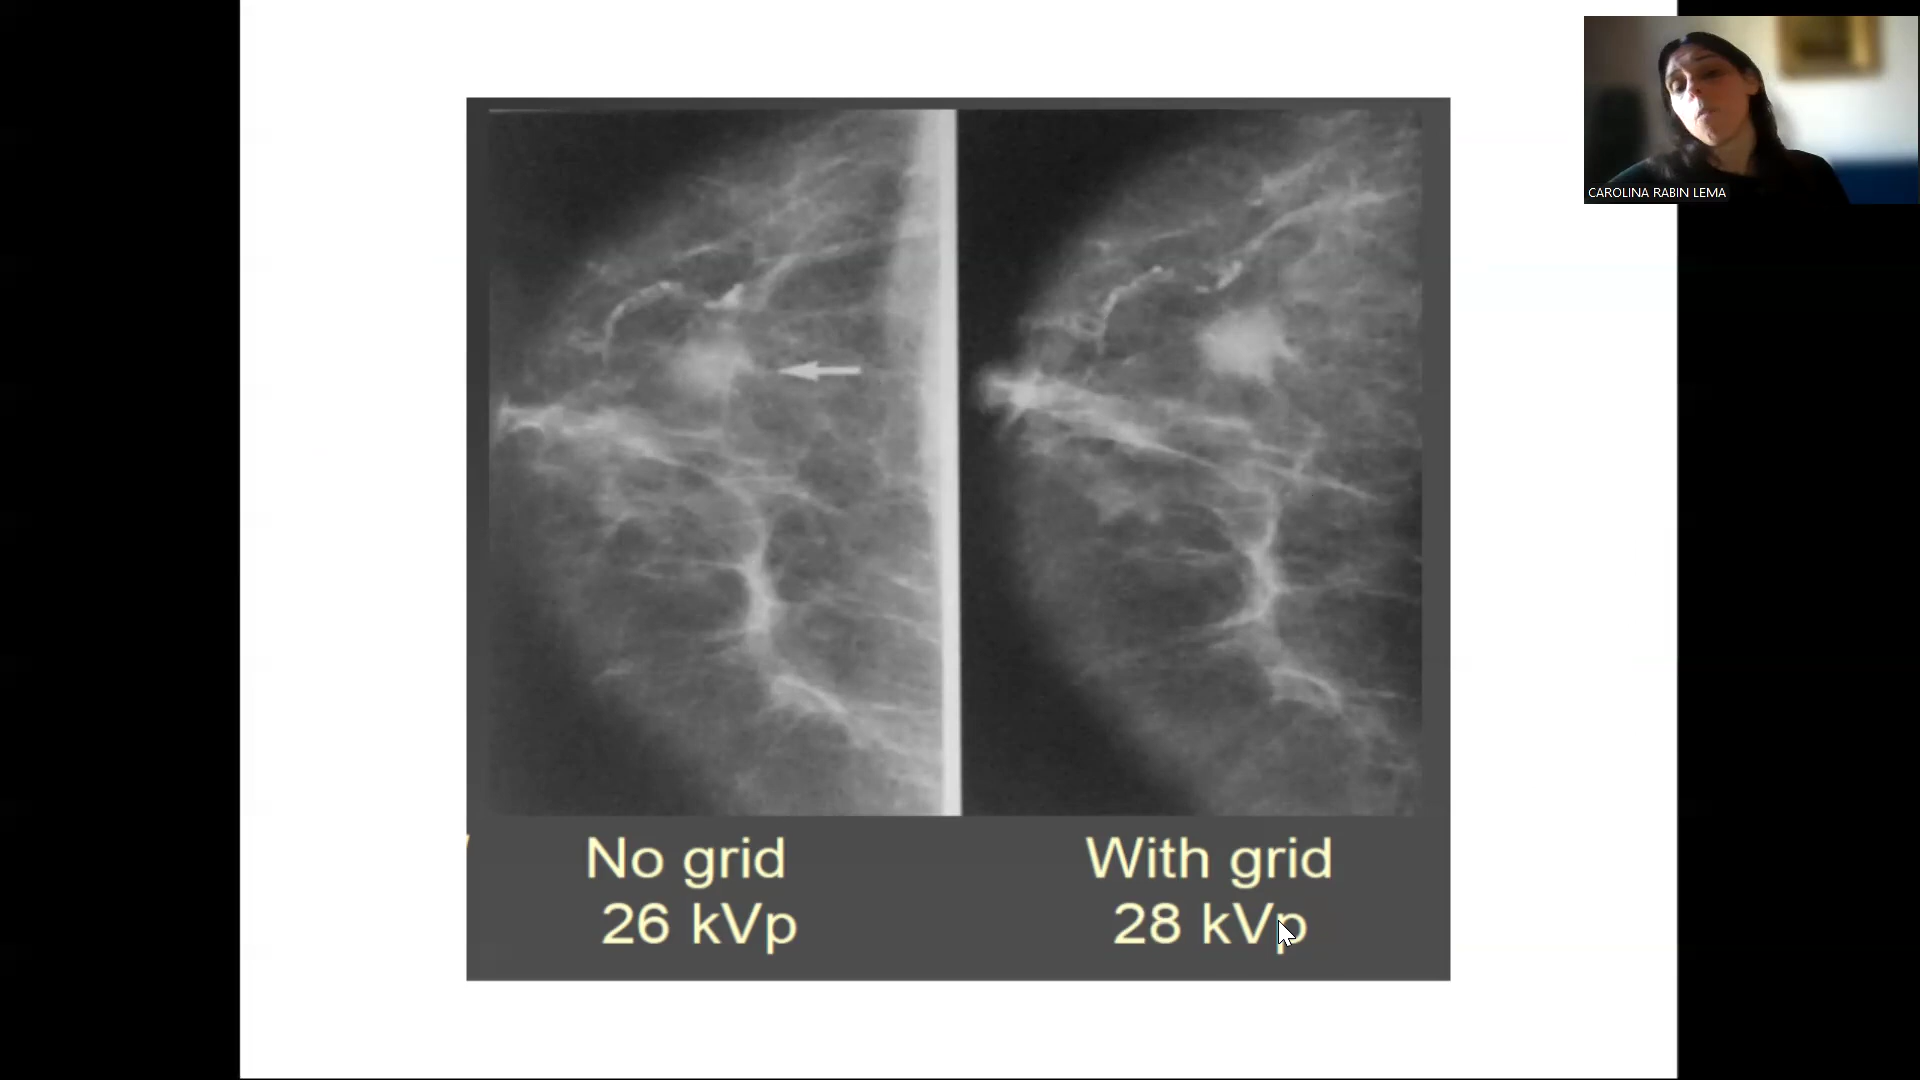 CAROLINA RABIN LEMA
No grid
26 kVp
With grid
28 kVp